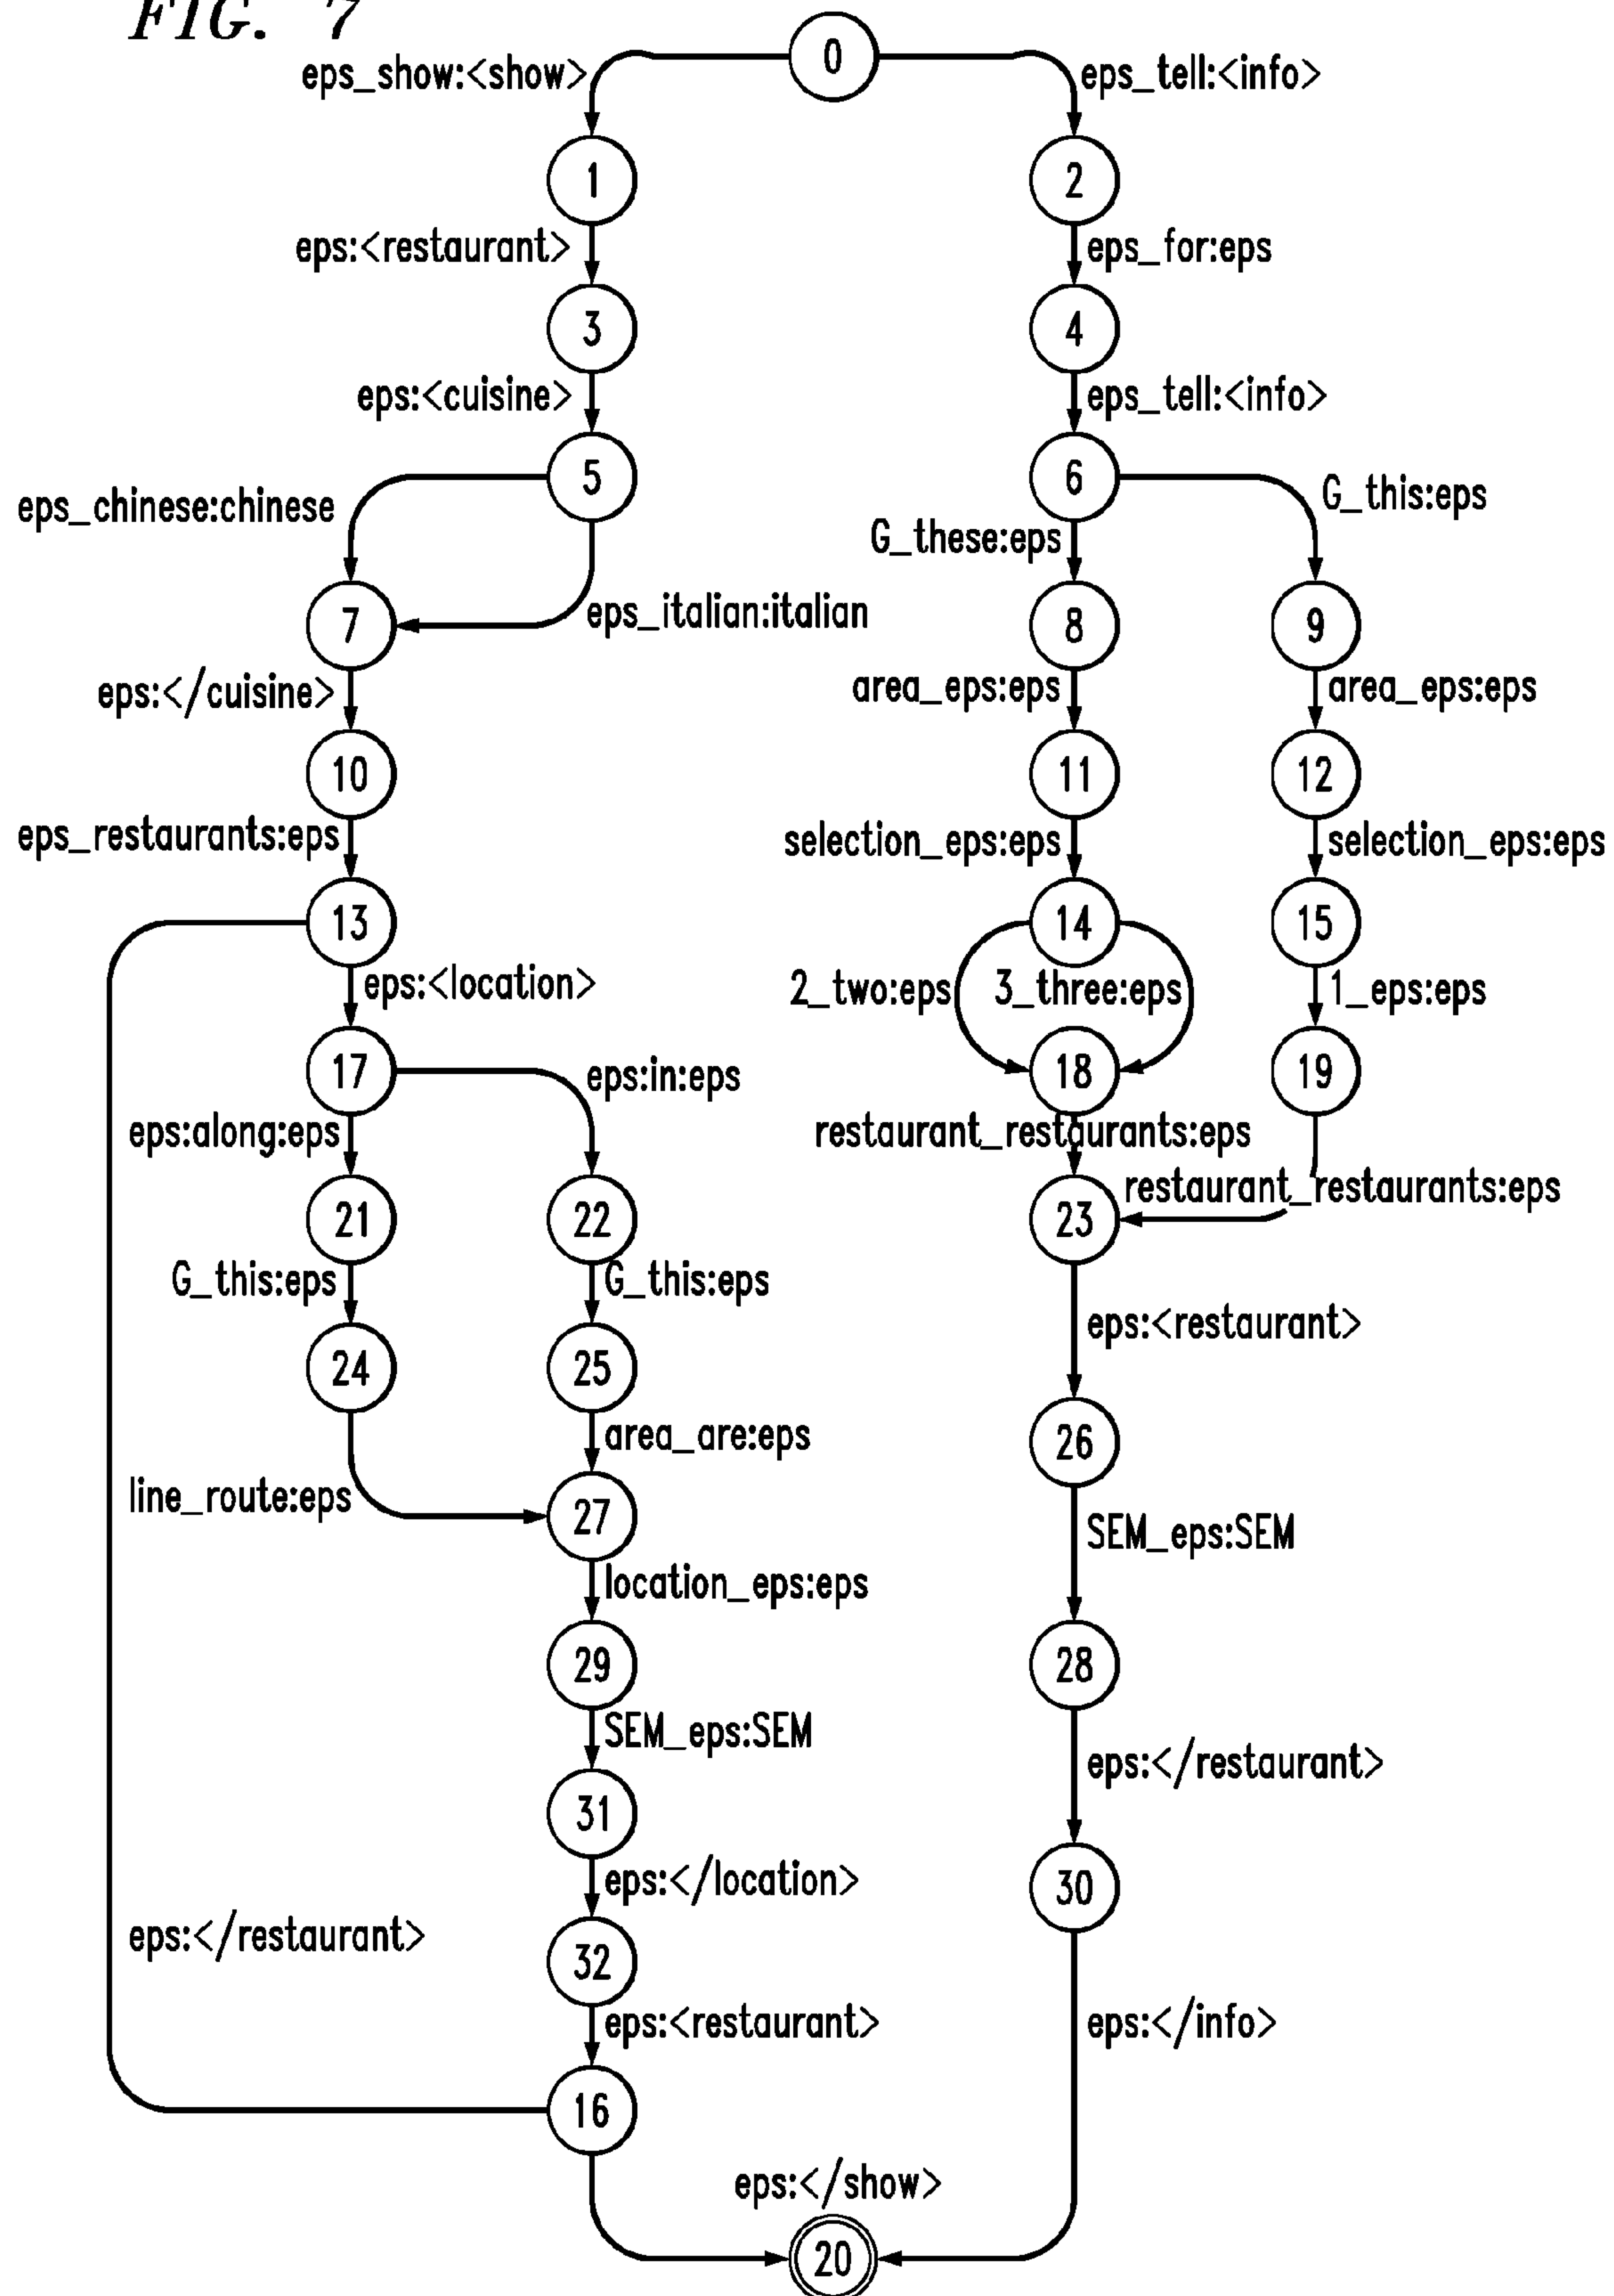 FIG. 7
0
eps_show:<show>
eps_tell:<info>
1
2
eps:<restaurant>
eps_for:eps
3
4
eps:<cuisine>
eps_tell:<info>
5
6
eps_chinese:chinese
G_this:eps
G_these:eps
eps_italian:italian
7
8
9
eps:</cuisine>
area_eps:eps
area_eps:eps
10
11
12
eps_restaurants:eps
selection_eps:eps
selection_eps:eps
13
14
15
eps:<location>
2_two:eps
3_three:eps
1_eps:eps
17
18
19
eps:in:eps
eps:along:eps
restaurant_restaurants:eps
restaurant_restaurants:eps
21
22
23
G_this:eps
G_this:eps
eps:<restaurant>
24
25
area_are:eps
26
line_route:eps
27
SEM_eps:SEM
location_eps:eps
29
28
SEM_eps:SEM
eps:</restaurant>
31
eps:</location>
30
eps:</restaurant>
32
eps:<restaurant>
eps:</info>
16
eps:</show>
20